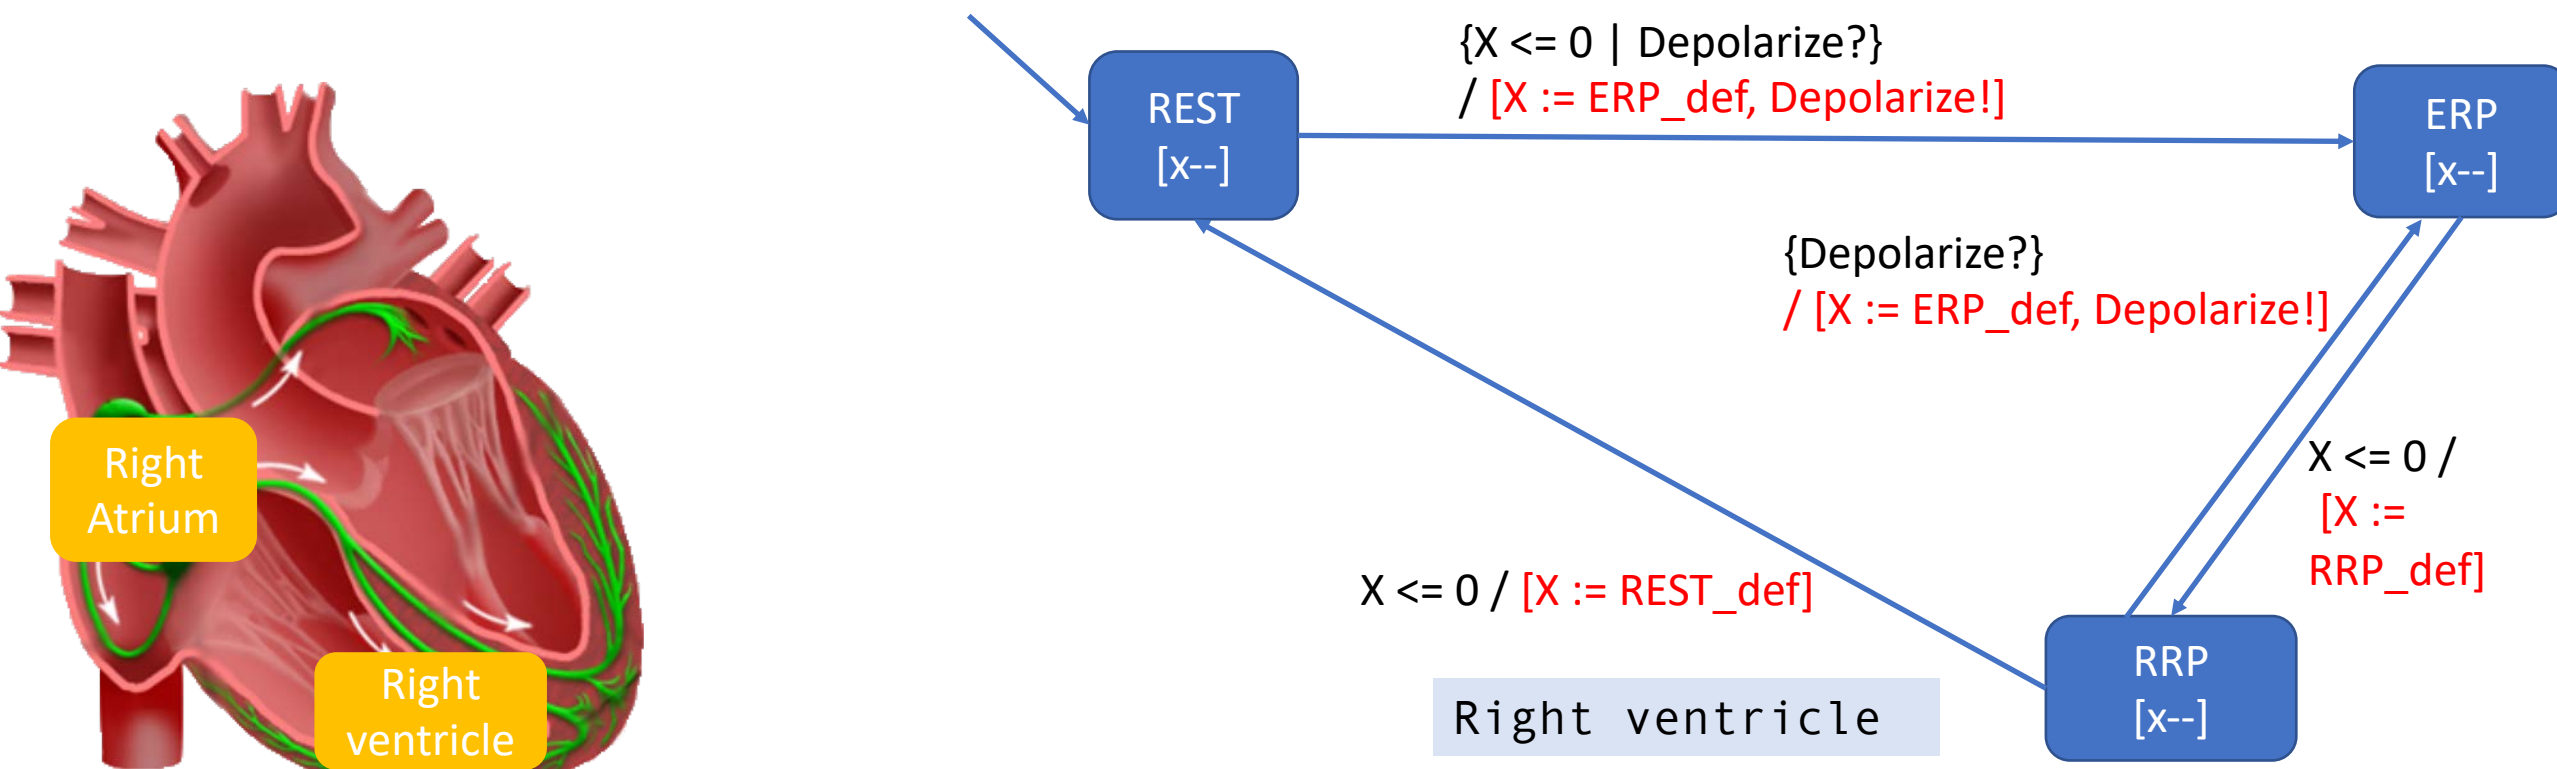 {X <= 0 | Depolarize?}
/ [X := ERP_def, Depolarize!]
REST
[x--]
ERP
[x--]
{Depolarize?}
/ [X := ERP_def, Depolarize!]
Right
Atrium
X <= 0 /
[X :=
RRP_def]
X <= 0 / [X := REST_def]
Right
ventricle
Right ventricle
RRP
[x--]